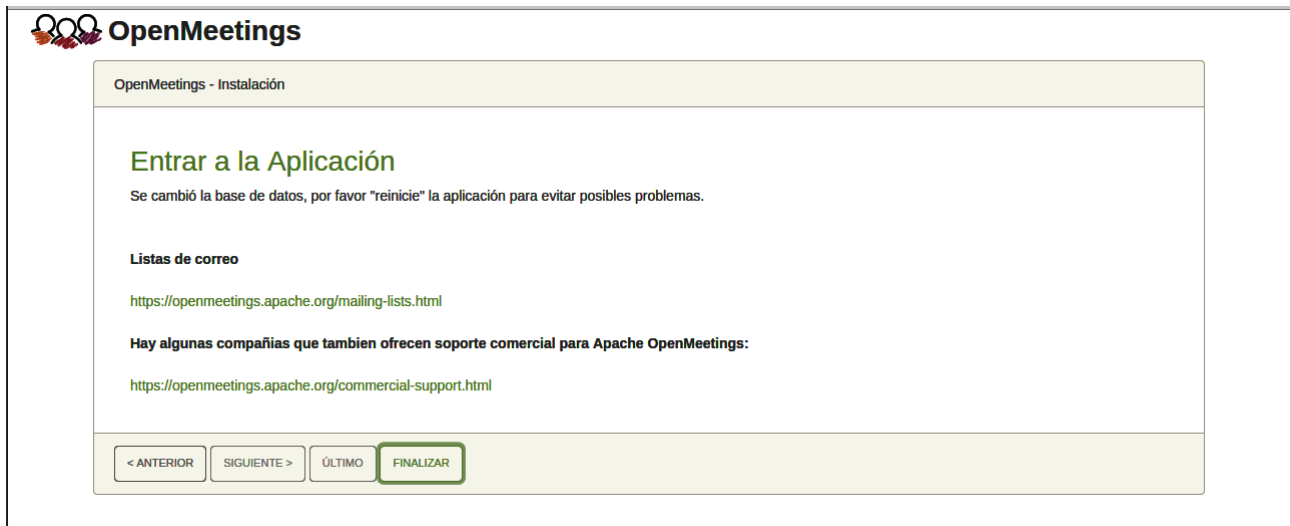 OpenMeetings
OpenMeetings - Instalación
Entrar a la Aplicación
Se cambió la base de datos, por favor "reinicie" la aplicación para evitar posibles problemas.
Listas de correo
https://openmeetings.apache.org/mailing-lists.html
Hay algunas compañias que tambien ofrecen soporte comercial para Apache OpenMeetings:
https://openmeetings.apache.org/commercial-support.html
< ANTERIOR SIGUIENTE > ÚLTIMO FINALIZAR